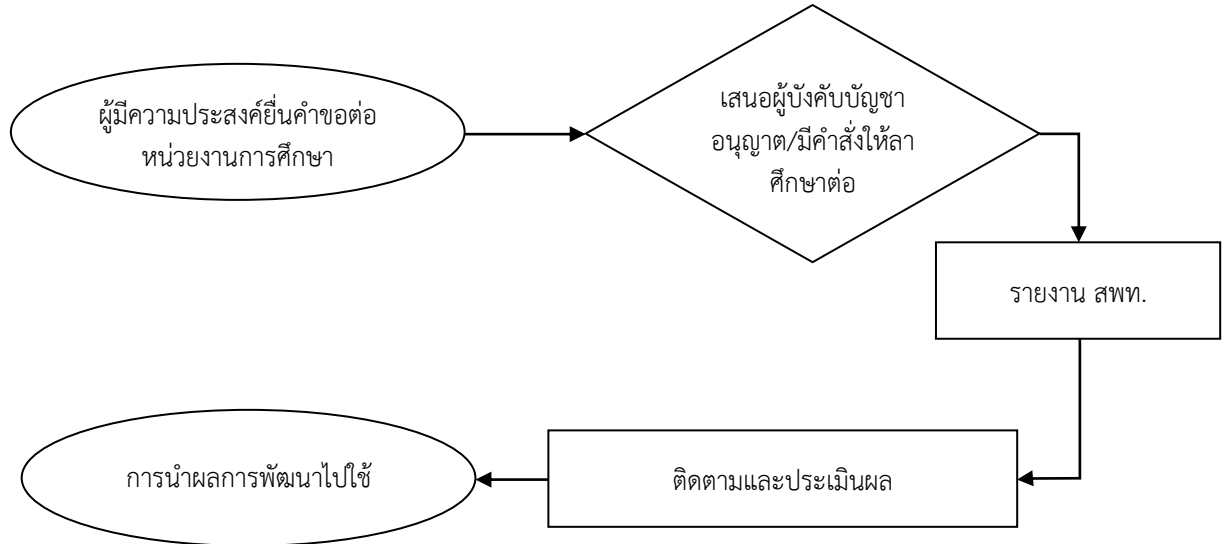 ผู้มีความประสงค์ยื่นคำขอต่อ
หน่วยงานการศึกษา
เสนอผู้บังคับบัญชา
อนุญาต/มีคำสั่งให้ลา
ศึกษาต่อ
รายงาน สพท.
ติดตามและประเมินผล
การนำผลการพัฒนาไปใช้